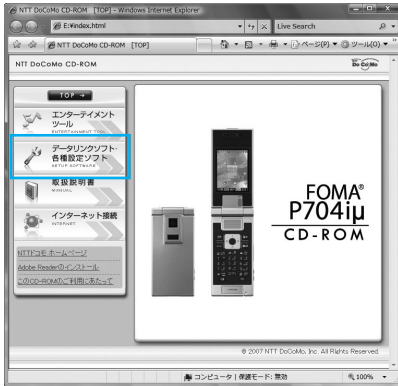 NTT DoCoMo CD-ROM [TOP] - Windows Internet Explorer
E:¥index.html
Live Search
NTT DoCoMo CD-ROM [TOP]
ページ(P)
ツール(O)
NTT DoCoMo CD-ROM
DoCoMo
TOP →
エンターテイメント
ツール
ENTERTAINMENT TOOL
データリンクソフト・
各種設定ソフト
SETUP SOFTWARE
取扱説明書
MANUAL
インターネット接続
INTERNET
NTTドコモ ホームページ
Adobe Readerのインストール
このCD-ROMのご利用にあたって
FOMA®
P704iμ
CD-ROM
© 2007 NTT DoCoMo, Inc. All Rights Reserved.
コンピュータ | 保護モード: 無効
100%